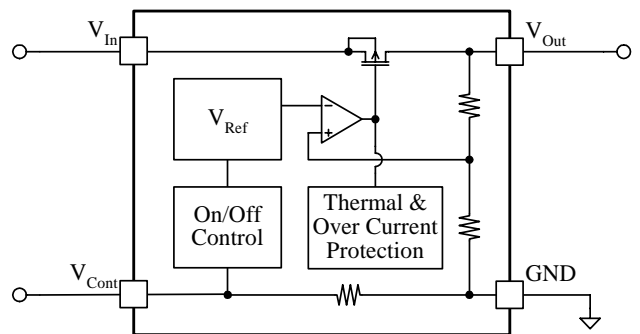 V_In
V_Out
V_Ref
−
+
On/Off
Control
Thermal &
Over Current
Protection
V_Cont
GND